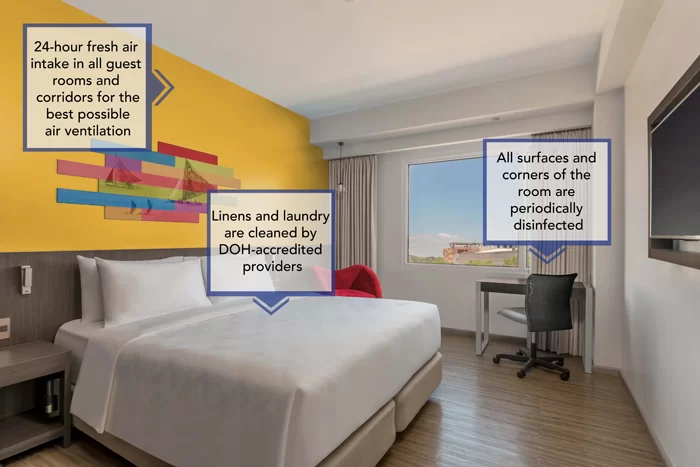 24-hour fresh air
intake in all guest
rooms and
corridors for the
best possible
air ventilation
Linens and laundry
are cleaned by
DOH-accredited
providers
All surfaces and
corners of the
room are
periodically
disinfected